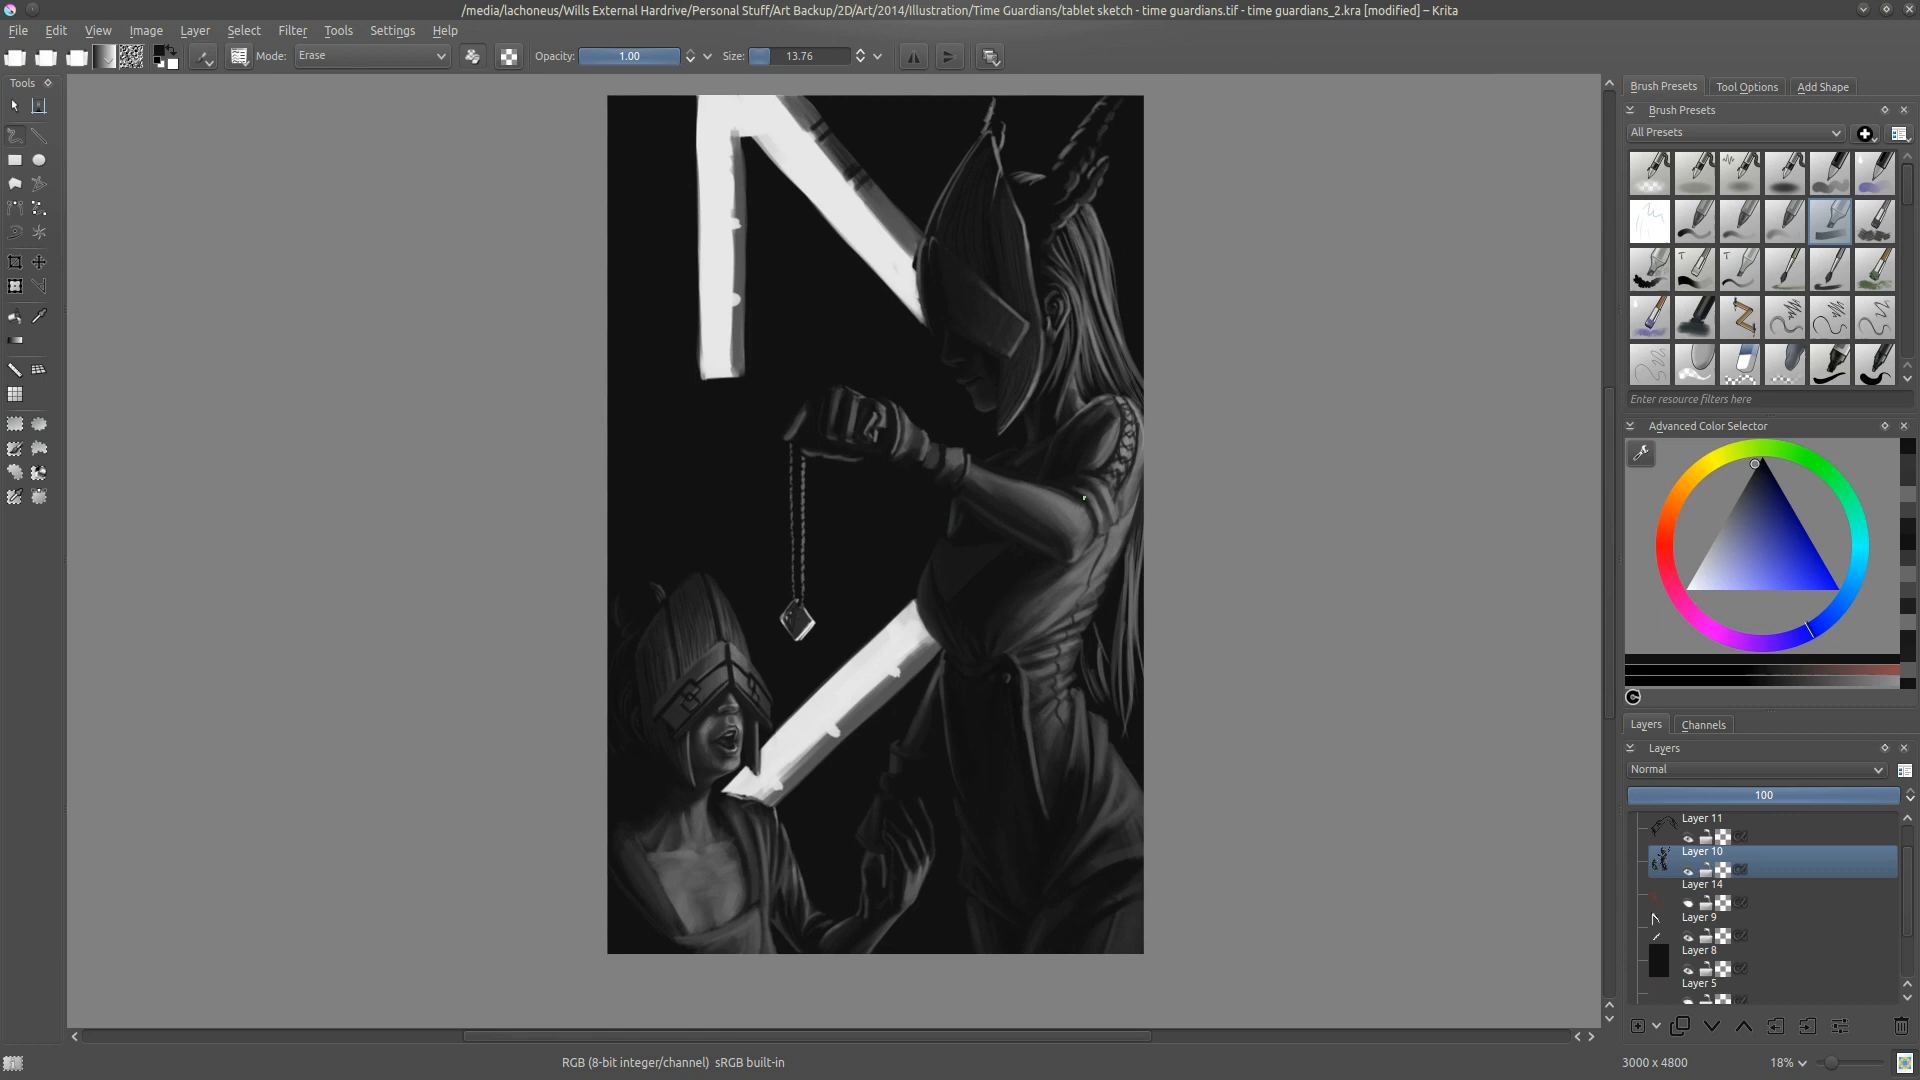 /media/lachoneus/Wills External Hardrive/Personal Stuff/Art Backup/2D/Art/2014/Illustration/Time Guardians/tablet sketch - time guardians.tif - time guardians_2.kra [modified] – Krita
File Edit View Image Layer Select Filter Tools Settings Help
Mode: Erase Opacity: 1.00 Size: 13.76
Tools
Brush Presets Tool Options Add Shape
Brush Presets
All Presets
Enter resource filters here
Advanced Color Selector
Layers Channels
Layers
Normal
100
Layer 11
Layer 10
Layer 14
Layer 9
Layer 8
Layer 5
RGB (8-bit integer/channel) sRGB built-in
3000 x 4800
18%